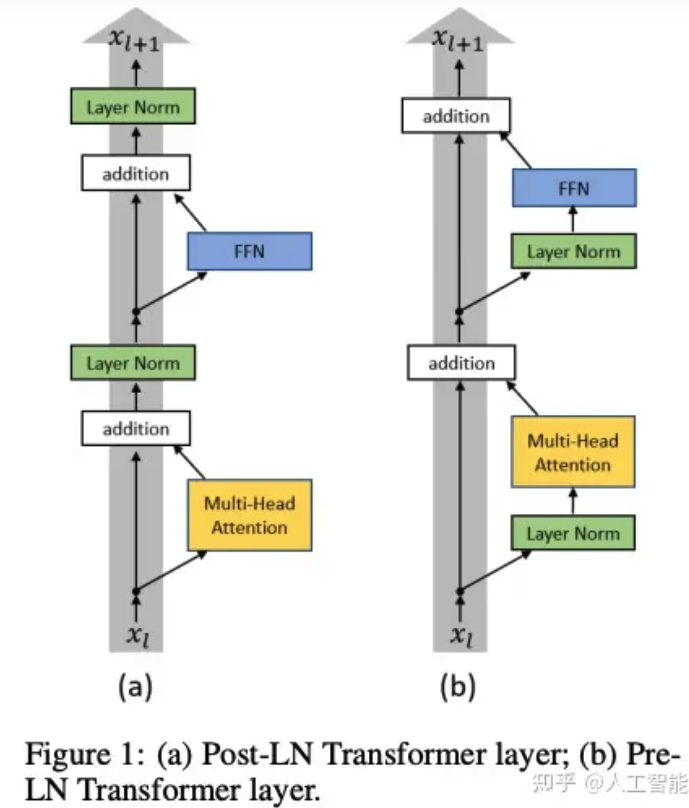 x_{l+1}
Layer Norm
addition
FFN
Layer Norm
addition
Multi-Head
Attention
x_l
(a)
x_{l+1}
addition
FFN
Layer Norm
addition
Multi-Head
Attention
Layer Norm
x_l
(b)
Figure 1: (a) Post-LN Transformer layer; (b) Pre-
LN Transformer layer.
知乎 @人工智能